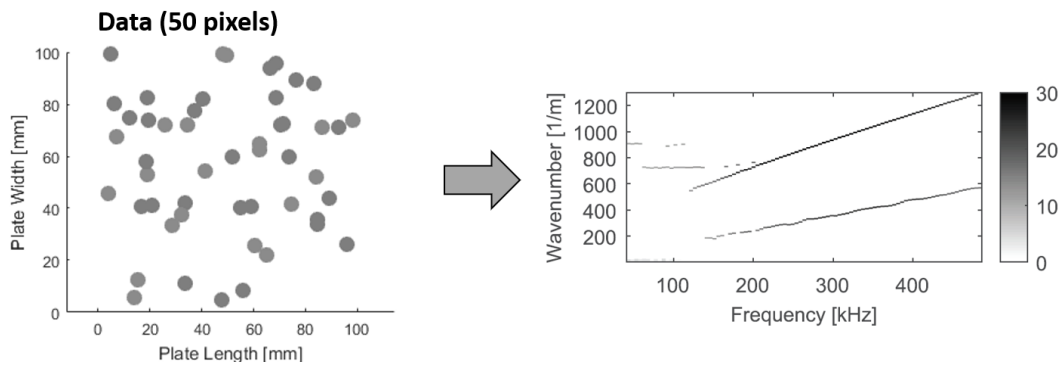 Data (50 pixels)
100
80
60
40
20
0
Plate Width [mm]
0 20 40 60 80 100
Plate Length [mm]
1200
1000
800
600
400
200
Wavenumber [1/m]
100 200 300 400
Frequency [kHz]
30
20
10
0